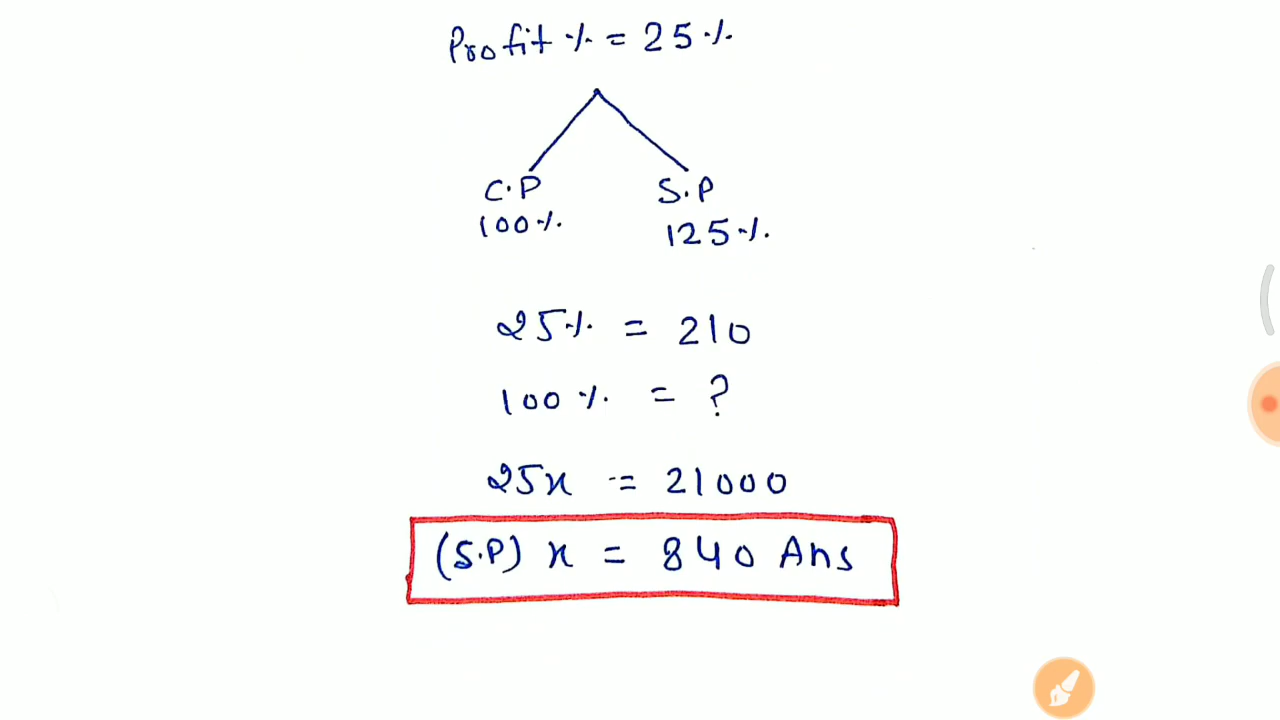 Profit % = 25%
C.P S.P
100% 125%
25% = 210
100% = ?
25x = 21000
(S.P) x = 840 Ans